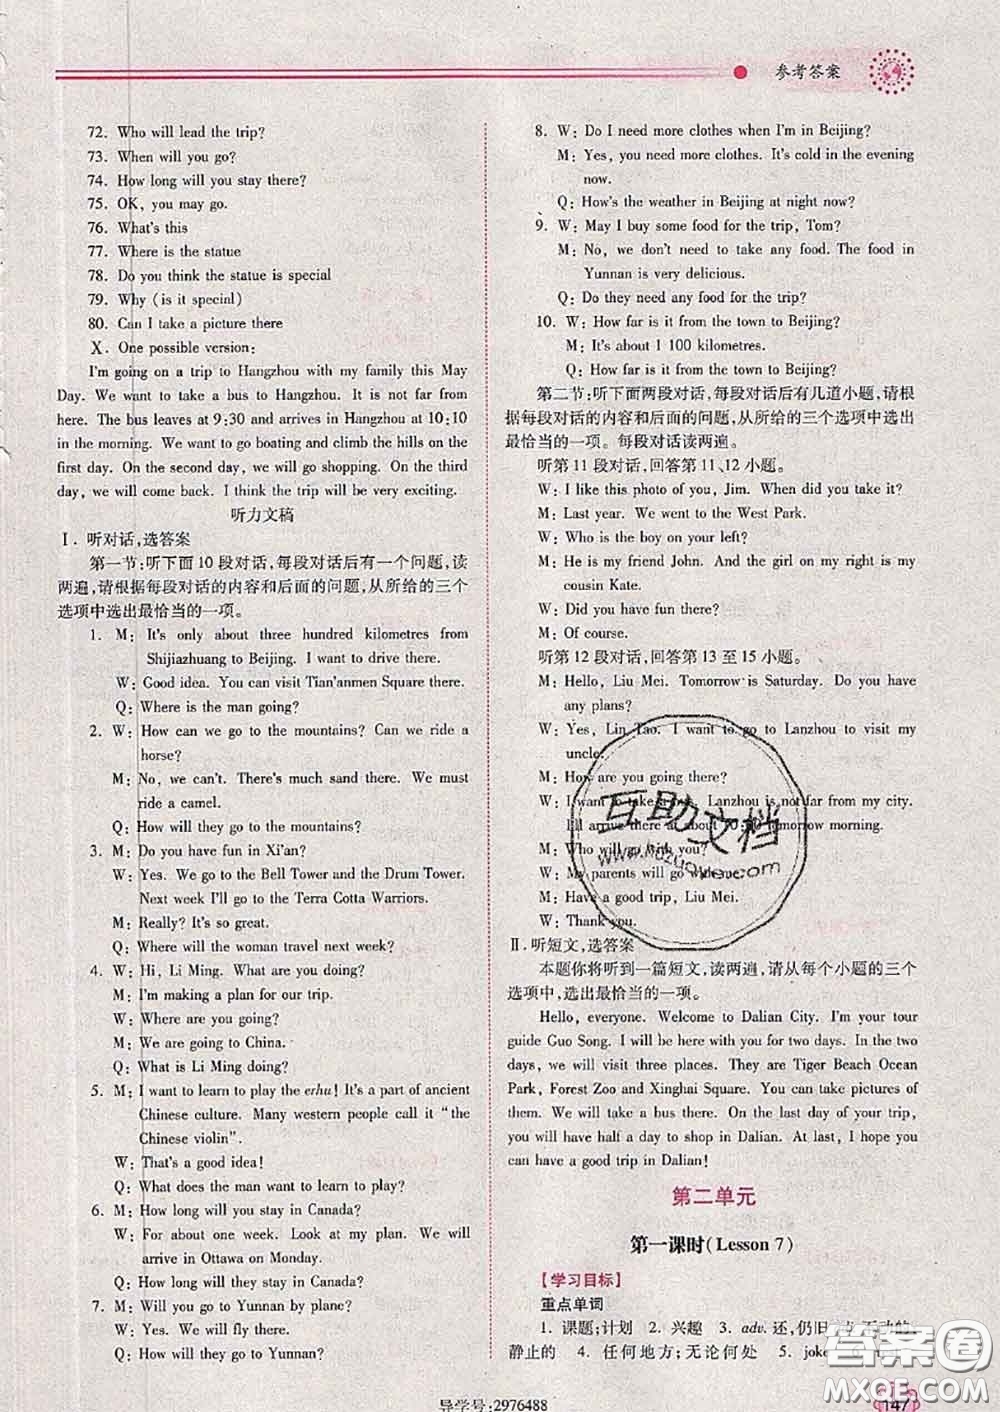 参考答案
72. Who will lead the trip?
73. When will you go?
74. How long will you stay there?
75. OK, you may go.
76. What's this
77. Where is the statue
78. Do you think the statue is special
79. Why (is it special)
80. Can I take a picture there
X. One possible version:
I'm going on a trip to Hangzhou with my family this May
Day. We want to take a bus to Hangzhou. It is not far from
here. The bus leaves at 9:30 and arrives in Hangzhou at 10:10
in the morning. We want to go boating and climb the hills on the
first day. On the second day, we will go shopping. On the third
day, we will come back. I think the trip will be very exciting.
听力文稿
Ⅰ. 听对话,选答案
第一节:听下面10段对话,每段对话后有一个问题,读
两遍,请根据每段对话的内容和后面的问题,从所给的三个
选项中选出最恰当的一项。
1. M: It's only about three hundred kilometres from
Shijiazhuang to Beijing. I want to drive there.
W: Good idea. You can visit Tian'anmen Square there.
Q: Where is the man going?
2. W: How can we go to the mountains? Can we ride a
horse?
M: No, we can't. There's much sand there. We must
ride a camel.
Q: How will they go to the mountains?
3. M: Do you have fun in Xi'an?
W: Yes. We go to the Bell Tower and the Drum Tower.
Next week I'll go to the Terra Cotta Warriors.
M: Really? It's so great.
Q: Where will the woman travel next week?
4. W: Hi, Li Ming. What are you doing?
M: I'm making a plan for our trip.
W: Where are you going?
M: We are going to China.
Q: What is Li Ming doing?
5. M: I want to learn to play the erhu! It's a part of ancient
Chinese culture. Many western people call it "the
Chinese violin".
W: That's a good idea!
Q: What does the man want to learn to play?
6. M: How long will you stay in Canada?
W: For about one week. Look at my plan. We will
arrive in Ottawa on Monday.
Q: How long will they stay in Canada?
7. M: Will you go to Yunnan by plane?
W: Yes. We will fly there.
Q: How will they go to Yunnan?
8. W: Do I need more clothes when I'm in Beijing?
M: Yes, you need more clothes. It's cold in the evening
now.
Q: How's the weather in Beijing at night now?
9. W: May I buy some food for the trip, Tom?
M: No, we don't need to take any food. The food in
Yunnan is very delicious.
Q: Do they need any food for the trip?
10. W: How far is it from the town to Beijing?
M: It's about 1 100 kilometres.
Q: How far is it from the town to Beijing?
第二节:听下面两段对话,每段对话后有几道小题,请根
据每段对话的内容和后面的问题,从所给的三个选项中选出
最恰当的一项。每段对话读两遍。
听第11段对话,回答第11、12小题。
W: I like this photo of you, Jim. When did you take it?
M: Last year. We went to the West Park.
W: Who is the boy on your left?
M: He is my friend John. And the girl on my right is my
cousin Kate.
W: Did you have fun there?
M: Of course.
听第12段对话,回答第13至15小题。
M: Hello, Liu Mei. Tomorrow is Saturday. Do you have
any plans?
W: Yes, Lin Tao. I want to go to Lanzhou to visit my
uncle.
M: How are you going there?
W: I want to take a bus. Lanzhou is not far from my city.
I'll arrive there at about 10:30 tomorrow morning.
M: Who will go with you?
W: My parents will go with me.
M: Have a good trip, Liu Mei.
W: Thank you.
Ⅱ. 听短文,选答案
本题你将听到一篇短文,读两遍,请从每个小题的三个
选项中,选出最恰当的一项。
Hello, everyone. Welcome to Dalian City. I'm your tour
guide Guo Song. I will be here with you for two days. In the two
days, we will visit three places. They are Tiger Beach Ocean
Park, Forest Zoo and Xinghai Square. You can take pictures of
them. We will take a bus there. On the last day of your trip,
you will have half a day to shop in Dalian. At last, I hope you
can have a good trip in Dalian!
第二单元
第一课时(Lesson 7)
【学习目标】
重点单词
1. 课题;计划 2. 兴趣 3. adv. 还,仍旧
静止的 4. 任何地方;无论何处 5. joke
互助文档
答案圈
MXQE.COM
147
导学号:2976488